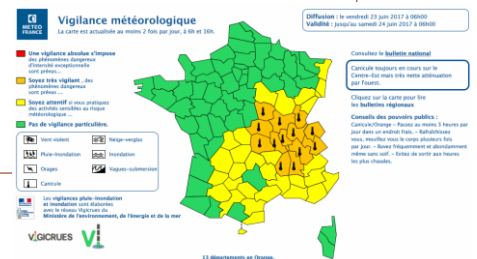 METEO FRANCE
Vigilance météorologique
La carte est actualisée au moins 2 fois par jour, à 6h et 16h.
Diffusion : le vendredi 23 juin 2017 à 06h00
Validité : Jusqu'au samedi 24 juin 2017 à 06h00
Une vigilance absolue s'impose
des phénomènes dangereux
d'intensité exceptionnelle
sont prévus...
Soyez très vigilant , des
phénomènes dangereux
sont prévus ...
Soyez attentif si vous pratiquez
des activités sensibles au risque
météorologique ...
Pas de vigilance particulière.
Vent violent
Neige-verglas
Pluie-inondation
Inondation
Orages
Vagues-submersion
Canicule
Les vigilances pluie-inondation
et inondation sont élaborées
avec le réseau Vigicrues du
Ministère de l'environnement, de l'énergie et de la mer
VIGICRUES
Consultez le bulletin national
Canicule toujours en cours sur le
Centre-Est mais très nette atténuation
par l'ouest.
Cliquez sur la carte pour lire
les bulletins régionaux
Conseils des pouvoirs publics :
Canicule/Orange - Passez au moins 3 heures par
jour dans un endroit frais. - Rafraîchissez
vous, mouillez vous le corps plusieurs fois
par jour. - Buvez fréquemment et abondamment
même sans soif. - Evitez de sortir aux heures
les plus chaudes.
13 départements en Orange.